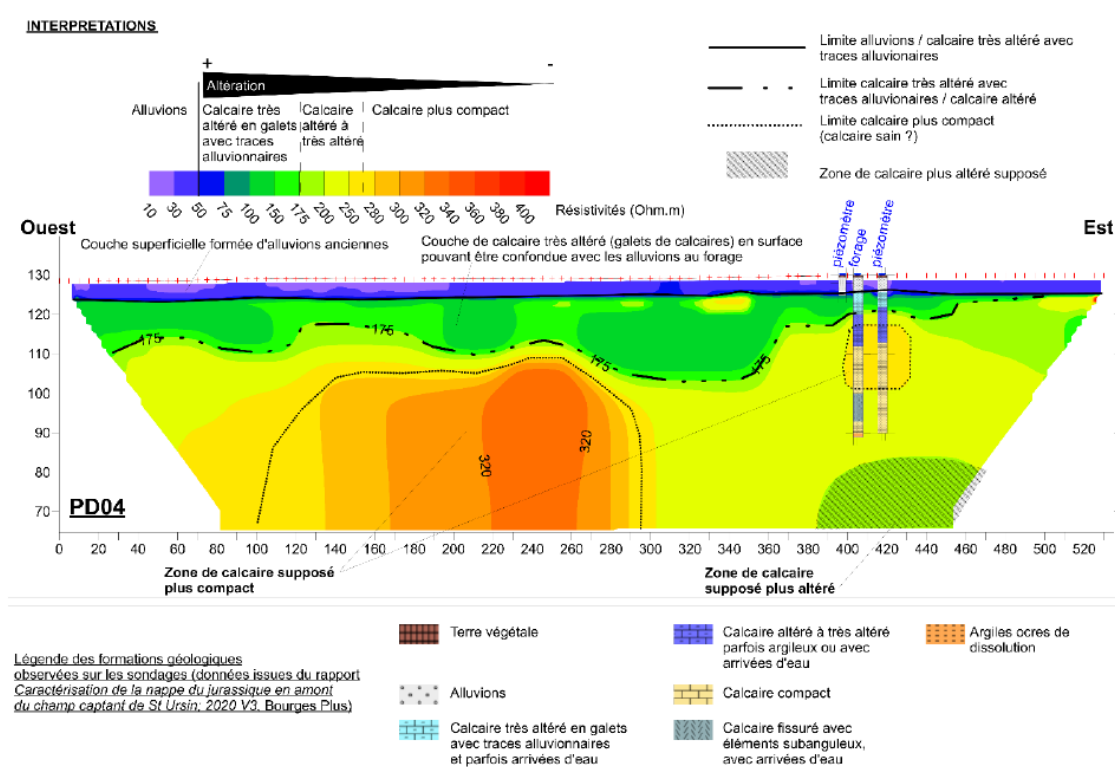 INTERPRETATIONS
+
-
Altération
Alluvions
Calcaire très
altéré en galets
avec traces
alluvionnaires
Calcaire
altéré à
très altéré
Calcaire plus compact
10 30 50 75 100 150 175 200 250 280 300 320 340 360 380 400
Résistivités (Ohm.m)
Limite alluvions / calcaire très altéré avec
traces alluvionaires
Limite calcaire très altéré avec
traces alluvionaires / calcaire altéré
Limite calcaire plus compact
(calcaire sain ?)
Zone de calcaire plus altéré supposé
Ouest
Est
Couche superficielle formée d'alluvions anciennes
Couche de calcaire très altéré (galets de calcaires) en surface
pouvant être confondue avec les alluvions au forage
piézomètre
forage
piézomètre
130
120
110
100
90
80
70
175
175
175
175
320
320
PD04
0 20 40 60 80 100 120 140 160 180 200 220 240 260 280 300 320 340 360 380 400 420 440 460 480 500 520
Zone de calcaire supposé
plus compact
Zone de calcaire
supposé plus altéré
Légende des formations géologiques
observées sur les sondages (données issues du rapport
Caractérisation de la nappe du jurassique en amont
du champ captant de St Ursin; 2020 V3, Bourges Plus)
Terre végétale
Alluvions
Calcaire très altéré en galets
avec traces alluvionnaires
et parfois arrivées d'eau
Calcaire altéré à très altéré
parfois argileux ou avec
arrivées d'eau
Calcaire compact
Calcaire fissuré avec
éléments subanguleux,
avec arrivées d'eau
Argiles ocres de
dissolution